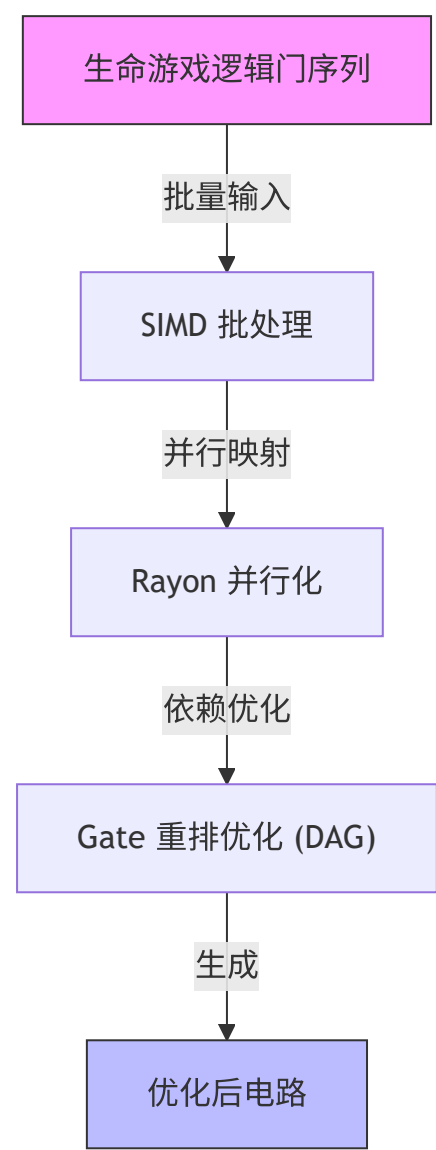 生命游戏逻辑门序列
批量输入
SIMD 批处理
并行映射
Rayon 并行化
依赖优化
Gate 重排优化 (DAG)
生成
优化后电路